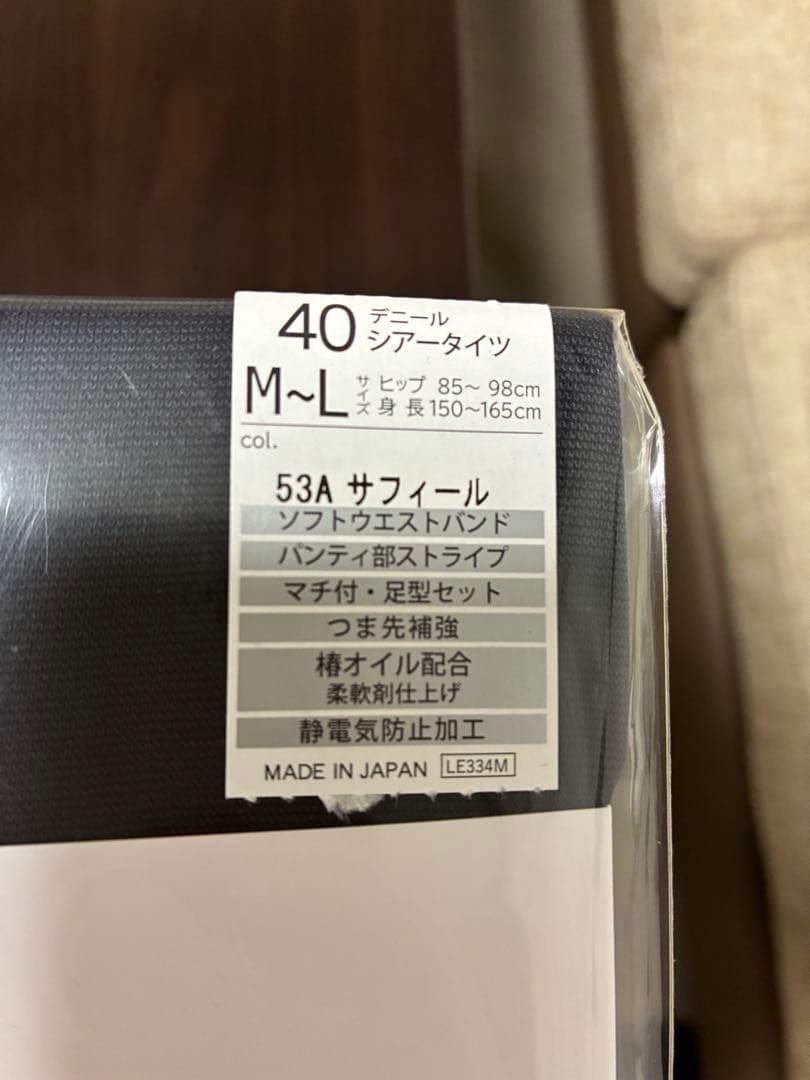 40 デニール シアータイツ
M～L サイズ ヒップ 85～98cm
身長 150～165cm
col.
53A サフィール
ソフトウエストバンド
パンティ部ストライプ
マチ付・足型セット
つま先補強
椿オイル配合
柔軟剤仕上げ
静電気防止加工
MADE IN JAPAN LE334M